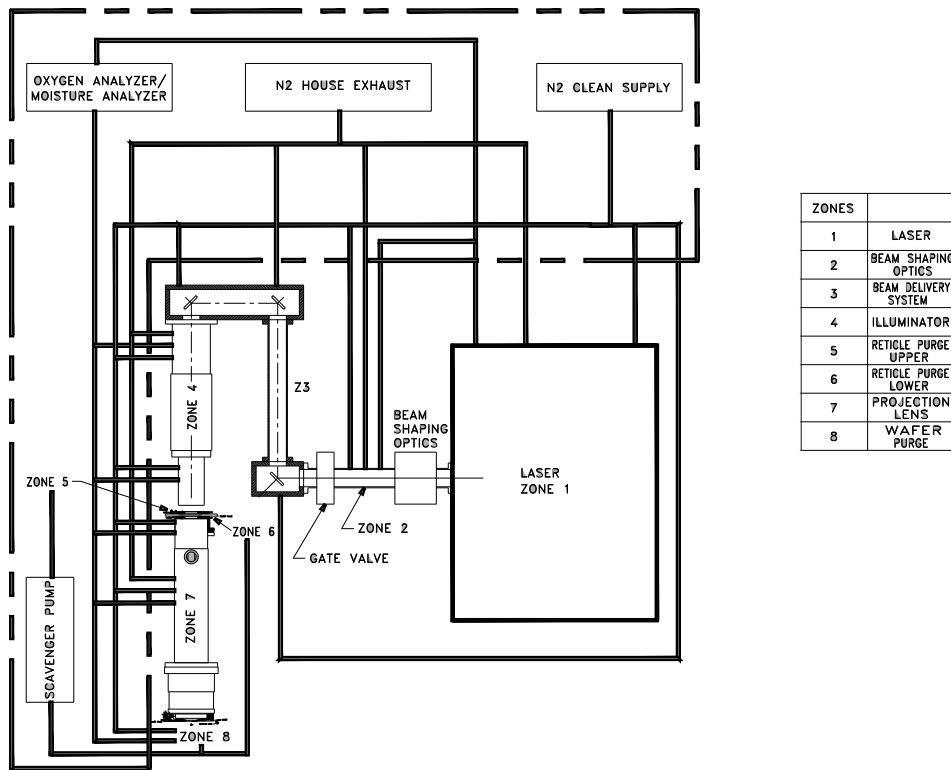 OXYGEN ANALYZER/
MOISTURE ANALYZER
N2 HOUSE EXHAUST
N2 CLEAN SUPPLY
ZONE 4
Z3
BEAM
SHAPING
OPTICS
LASER
ZONE 1
ZONE 5
ZONE 6
ZONE 2
GATE VALVE
ZONE 7
SCAVENGER PUMP
ZONE 8
ZONES
1 LASER
2 BEAM SHAPING
OPTICS
3 BEAM DELIVERY
SYSTEM
4 ILLUMINATOR
5 RETICLE PURGE
UPPER
6 RETICLE PURGE
LOWER
7 PROJECTION
LENS
8 WAFER
PURGE